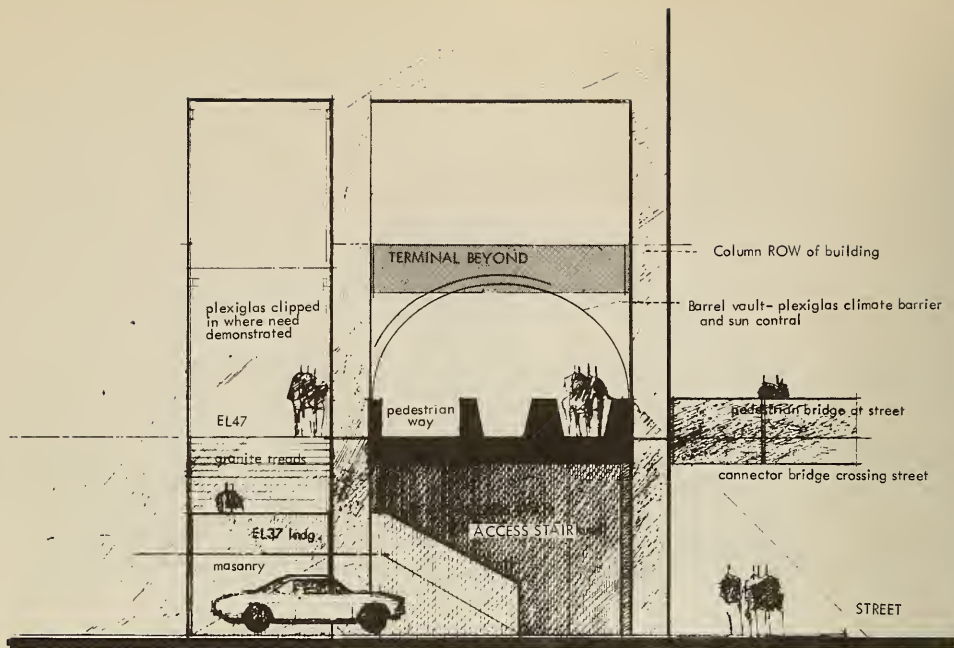 TERMINAL BEYOND
Column ROW of building
plexiglas clipped
in where need
demonstrated
Barrel vault- plexiglas climate barrier
and sun control
EL47
pedestrian
way
pedestrian bridge at street
granite treads
connector bridge crossing street
ACCESS STAIR
EL37 lndg.
masonry
STREET